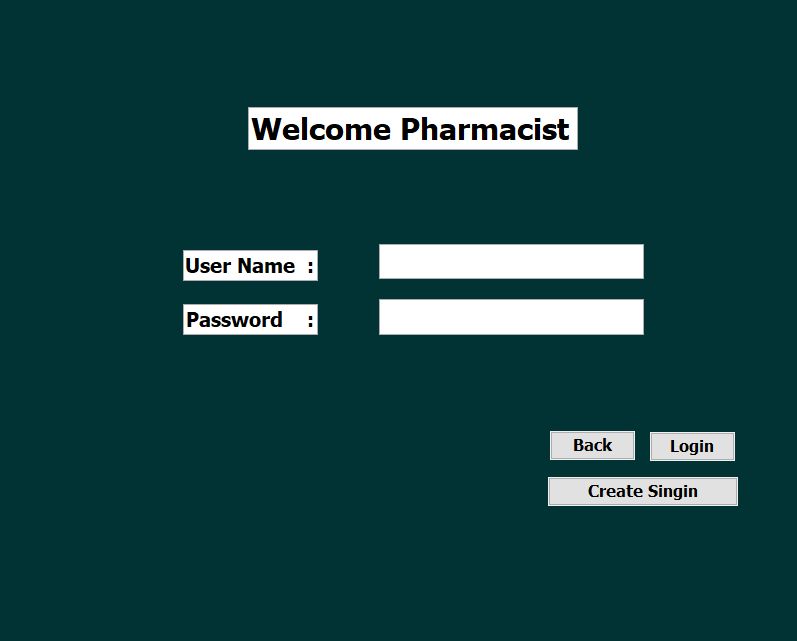 Welcome Pharmacist
User Name :
Password :
Back
Login
Create Singin